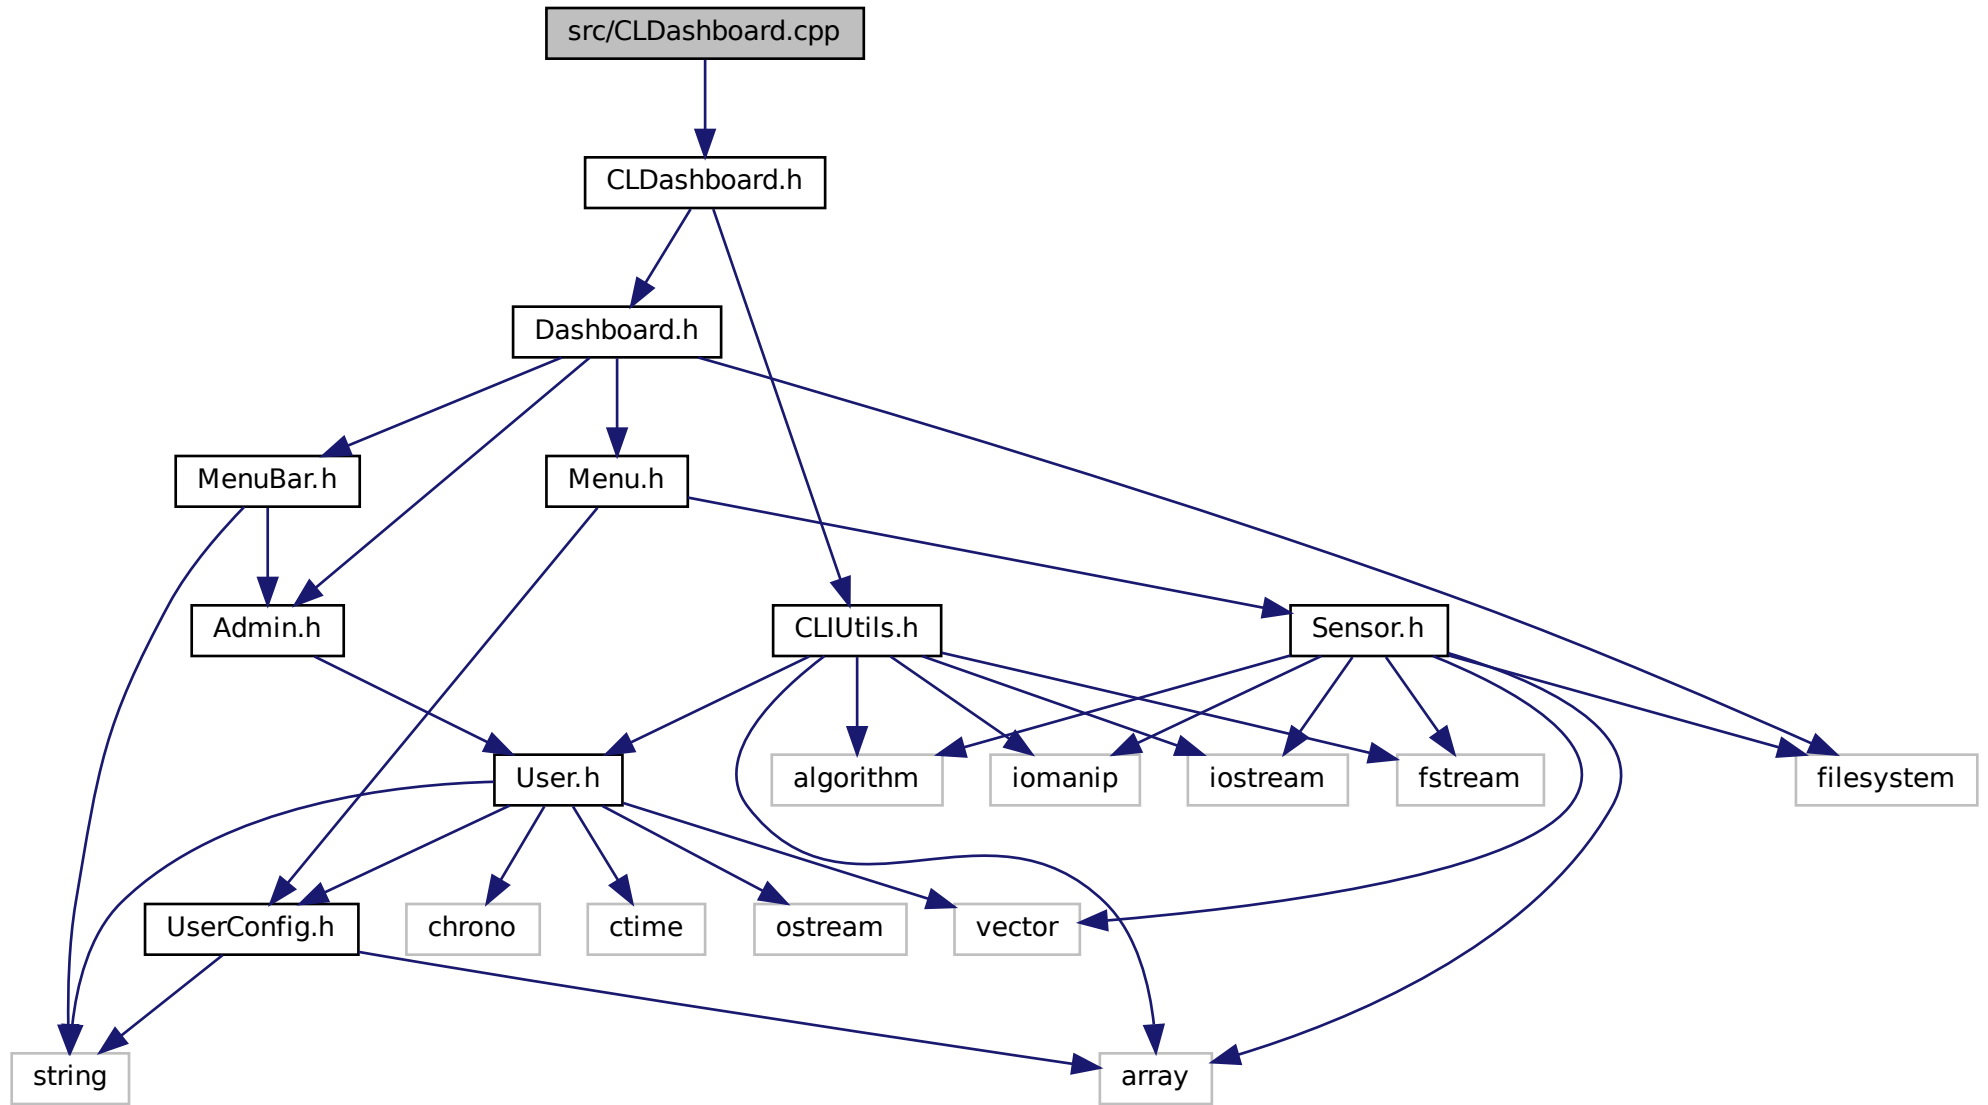 src/CLDashboard.cpp
CLDashboard.h
Dashboard.h
MenuBar.h
Menu.h
Admin.h
CLIUtils.h
Sensor.h
User.h
algorithm
iomanip
iostream
fstream
filesystem
UserConfig.h
chrono
ctime
ostream
vector
string
array